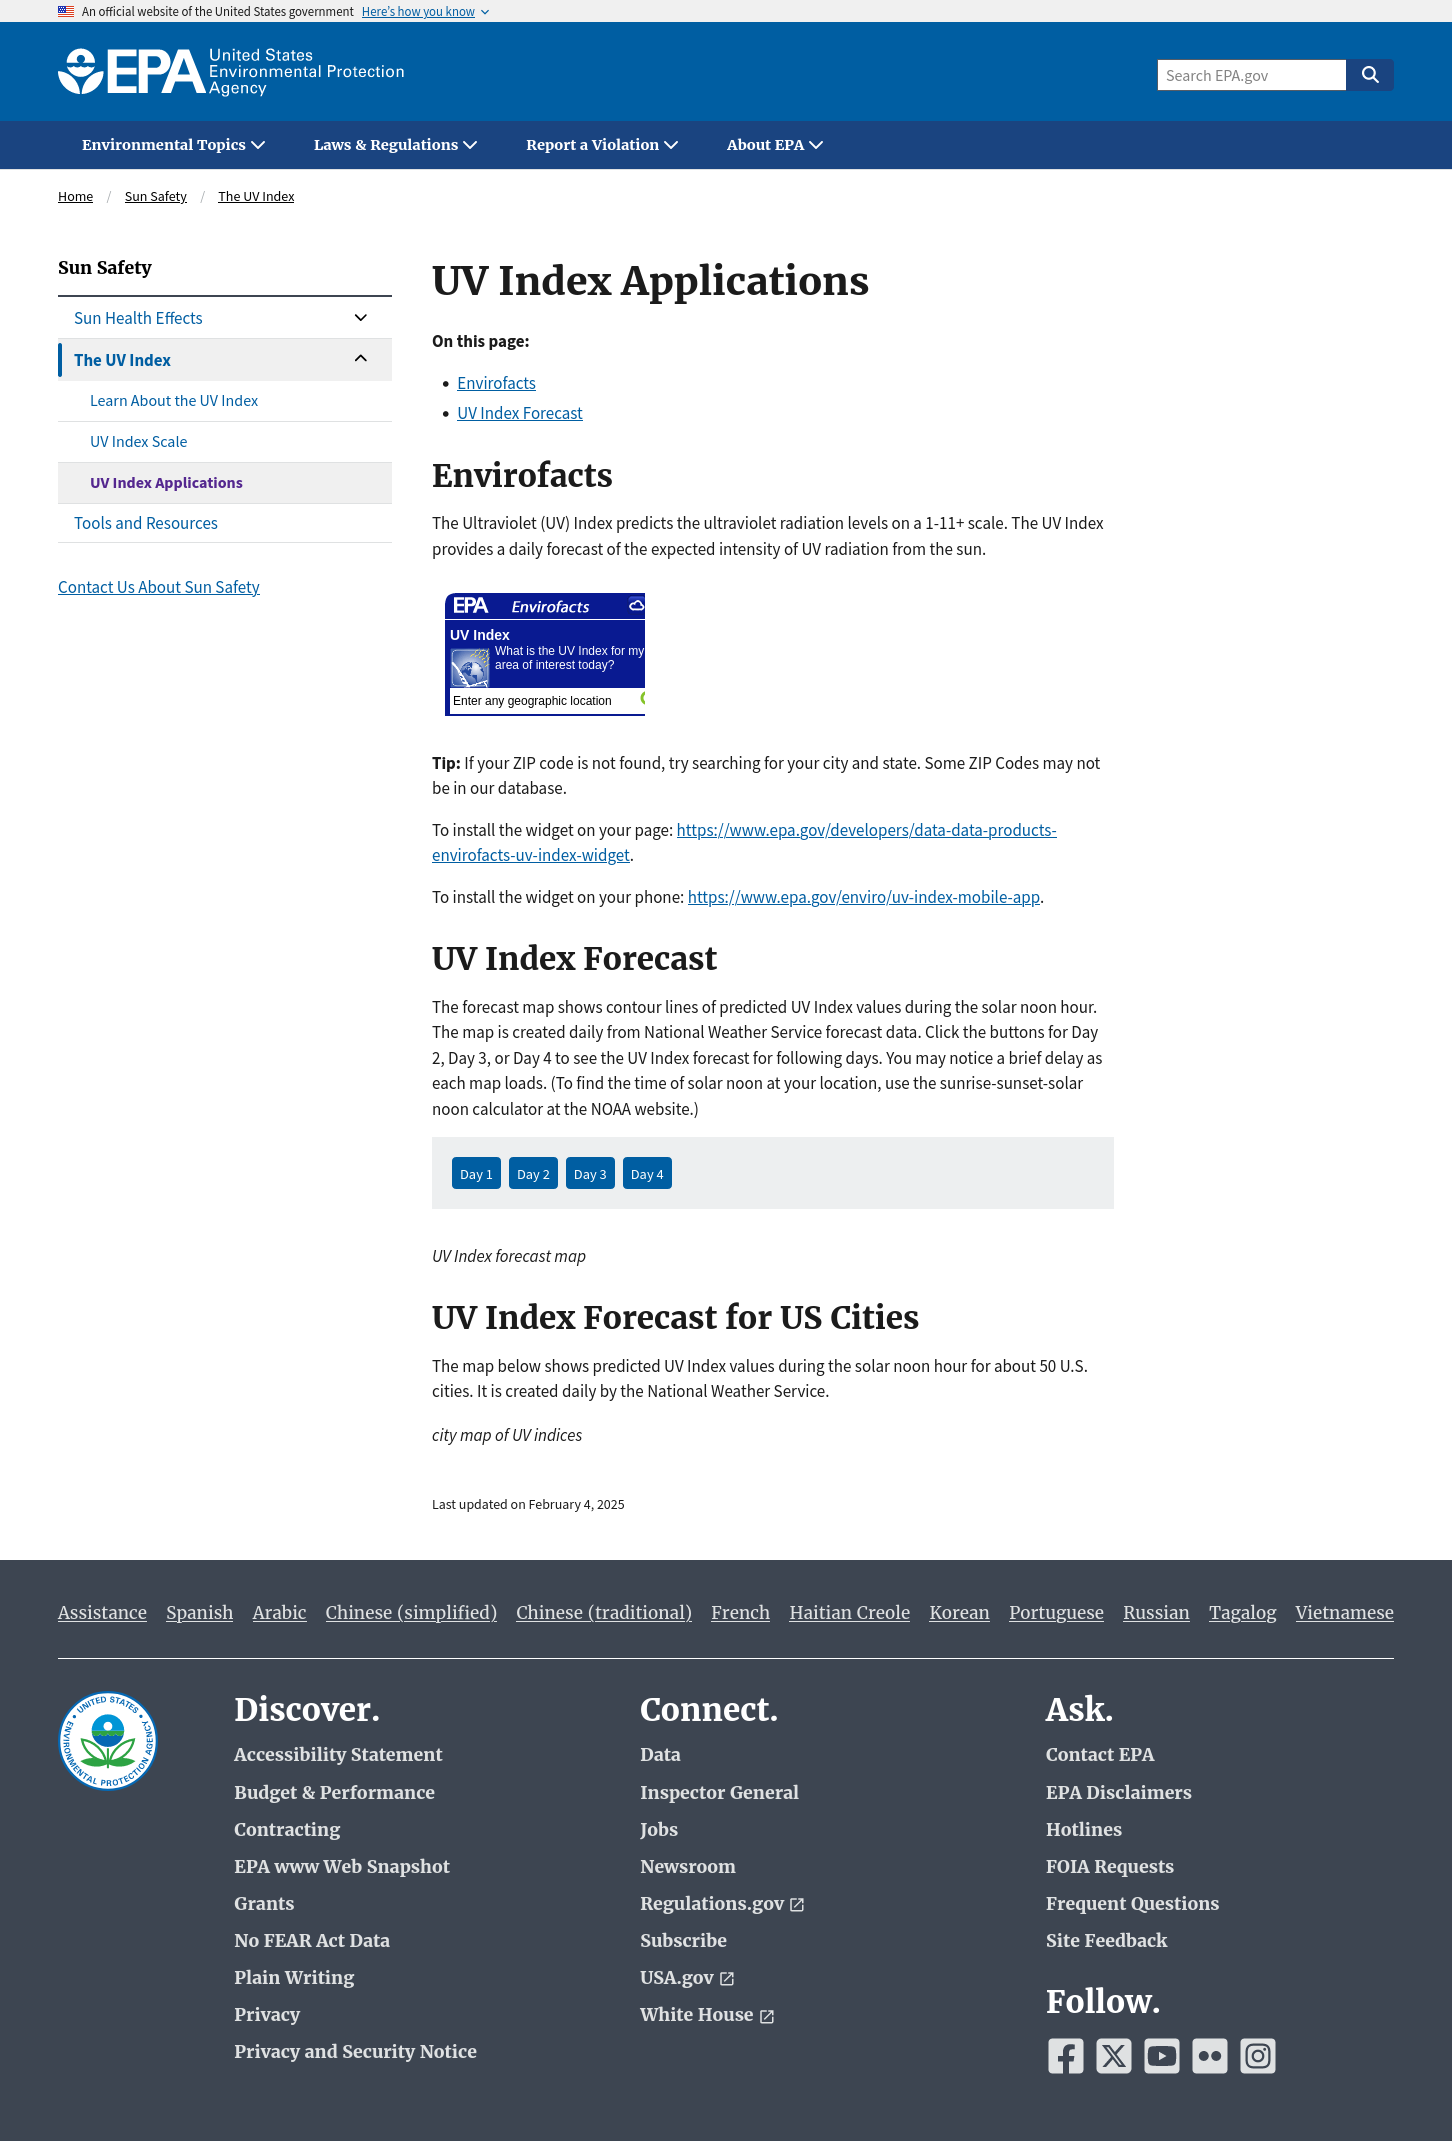 An official website of the United States government Here's how you know
EPA United States
Environmental Protection
Agency
Search EPA.gov
Environmental Topics
Laws & Regulations
Report a Violation
About EPA
Home / Sun Safety / The UV Index
Sun Safety
Sun Health Effects
The UV Index
Learn About the UV Index
UV Index Scale
UV Index Applications
Tools and Resources
Contact Us About Sun Safety
UV Index Applications
On this page:
Envirofacts
UV Index Forecast
Envirofacts
The Ultraviolet (UV) Index predicts the ultraviolet radiation levels on a 1-11+ scale. The UV Index
provides a daily forecast of the expected intensity of UV radiation from the sun.
EPA Envirofacts
UV Index
What is the UV Index for my
area of interest today?
Enter any geographic location
Tip: If your ZIP code is not found, try searching for your city and state. Some ZIP Codes may not
be in our database.
To install the widget on your page: https://www.epa.gov/developers/data-data-products-
envirofacts-uv-index-widget.
To install the widget on your phone: https://www.epa.gov/enviro/uv-index-mobile-app.
UV Index Forecast
The forecast map shows contour lines of predicted UV Index values during the solar noon hour.
The map is created daily from National Weather Service forecast data. Click the buttons for Day
2, Day 3, or Day 4 to see the UV Index forecast for following days. You may notice a brief delay as
each map loads. (To find the time of solar noon at your location, use the sunrise-sunset-solar
noon calculator at the NOAA website.)
Day 1 Day 2 Day 3 Day 4
UV Index forecast map
UV Index Forecast for US Cities
The map below shows predicted UV Index values during the solar noon hour for about 50 U.S.
cities. It is created daily by the National Weather Service.
city map of UV indices
Last updated on February 4, 2025
Assistance Spanish Arabic Chinese (simplified) Chinese (traditional) French Haitian Creole Korean Portuguese Russian Tagalog Vietnamese
UNITED STATES
ENVIRONMENTAL PROTECTION AGENCY
Discover.
Accessibility Statement
Budget & Performance
Contracting
EPA www Web Snapshot
Grants
No FEAR Act Data
Plain Writing
Privacy
Privacy and Security Notice
Connect.
Data
Inspector General
Jobs
Newsroom
Regulations.gov
Subscribe
USA.gov
White House
Ask.
Contact EPA
EPA Disclaimers
Hotlines
FOIA Requests
Frequent Questions
Site Feedback
Follow.